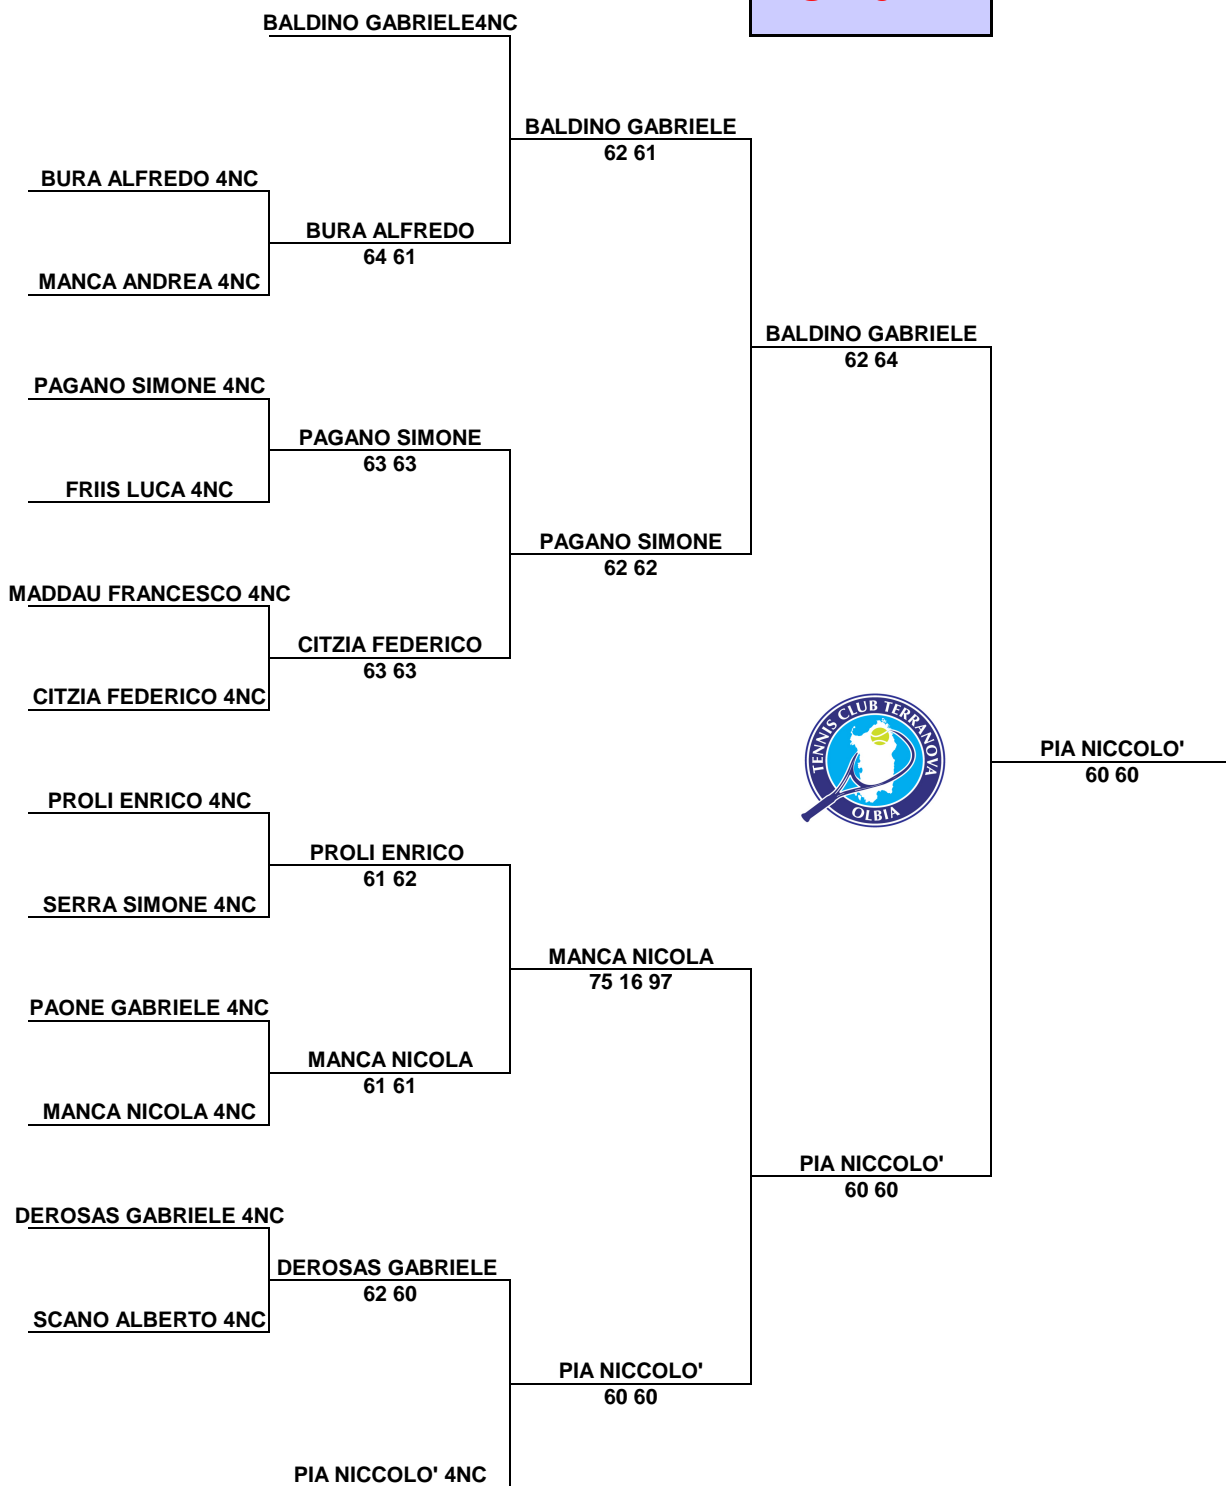 BALDINO GABRIELE4NC
BALDINO GABRIELE
62 61
BURA ALFREDO 4NC
BURA ALFREDO
64 61
MANCA ANDREA 4NC
BALDINO GABRIELE
62 64
PAGANO SIMONE 4NC
PAGANO SIMONE
63 63
FRIIS LUCA 4NC
PAGANO SIMONE
62 62
MADDAU FRANCESCO 4NC
CITZIA FEDERICO
63 63
CITZIA FEDERICO 4NC
TENNIS CLUB TERRANOVA
OLBIA
PIA NICCOLO'
60 60
PROLI ENRICO 4NC
PROLI ENRICO
61 62
SERRA SIMONE 4NC
MANCA NICOLA
75 16 97
PAONE GABRIELE 4NC
MANCA NICOLA
61 61
MANCA NICOLA 4NC
PIA NICCOLO'
60 60
DEROSAS GABRIELE 4NC
DEROSAS GABRIELE
62 60
SCANO ALBERTO 4NC
PIA NICCOLO'
60 60
PIA NICCOLO' 4NC